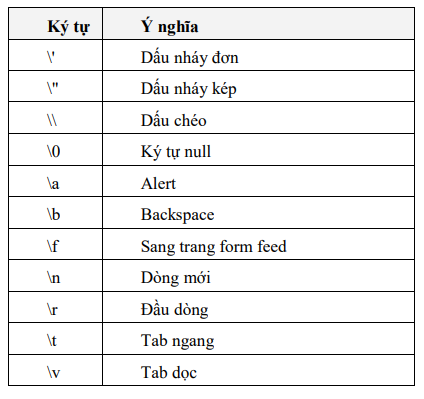 Ký tự Ý nghĩa
\' Dấu nháy đơn
\" Dấu nháy kép
\\ Dấu chéo
\0 Ký tự null
\a Alert
\b Backspace
\f Sang trang form feed
\n Dòng mới
\r Đầu dòng
\t Tab ngang
\v Tab dọc